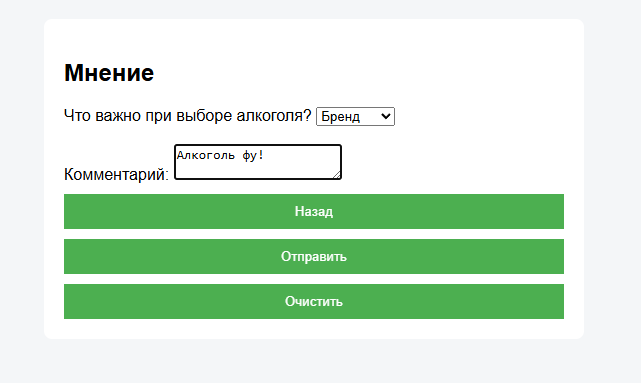 Мнение
Что важно при выборе алкоголя? Бренд
Алкоголь фу!
Комментарий:
Назад
Отправить
Очистить